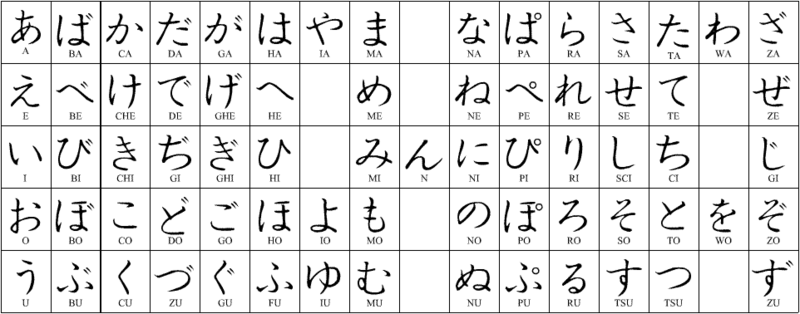 あ ば か だ が は や ま な ぱ ら さ た わ ざ
A BA CA DA GA HA IA MA NA PA RA SA TA WA ZA
え べ け で げ へ め ね ぺ れ せ て ぜ
E BE CHE DE GHE HE ME NE PE RE SE TE ZE
い び き ぢ ぎ ひ み ん に ぴ り し ち じ
I BI CHI GI GHI HI MI N NI PI RI SCI CI GI
お ぼ こ ど ご ほ よ も の ぽ ろ そ と を ぞ
O BO CO DO GO HO IO MO NO PO RO SO TO WO ZO
う ぶ く づ ぐ ふ ゆ む ぬ ぷ る す つ ず
U BU CU ZU GU FU IU MU NU PU RU TSU TSU ZU